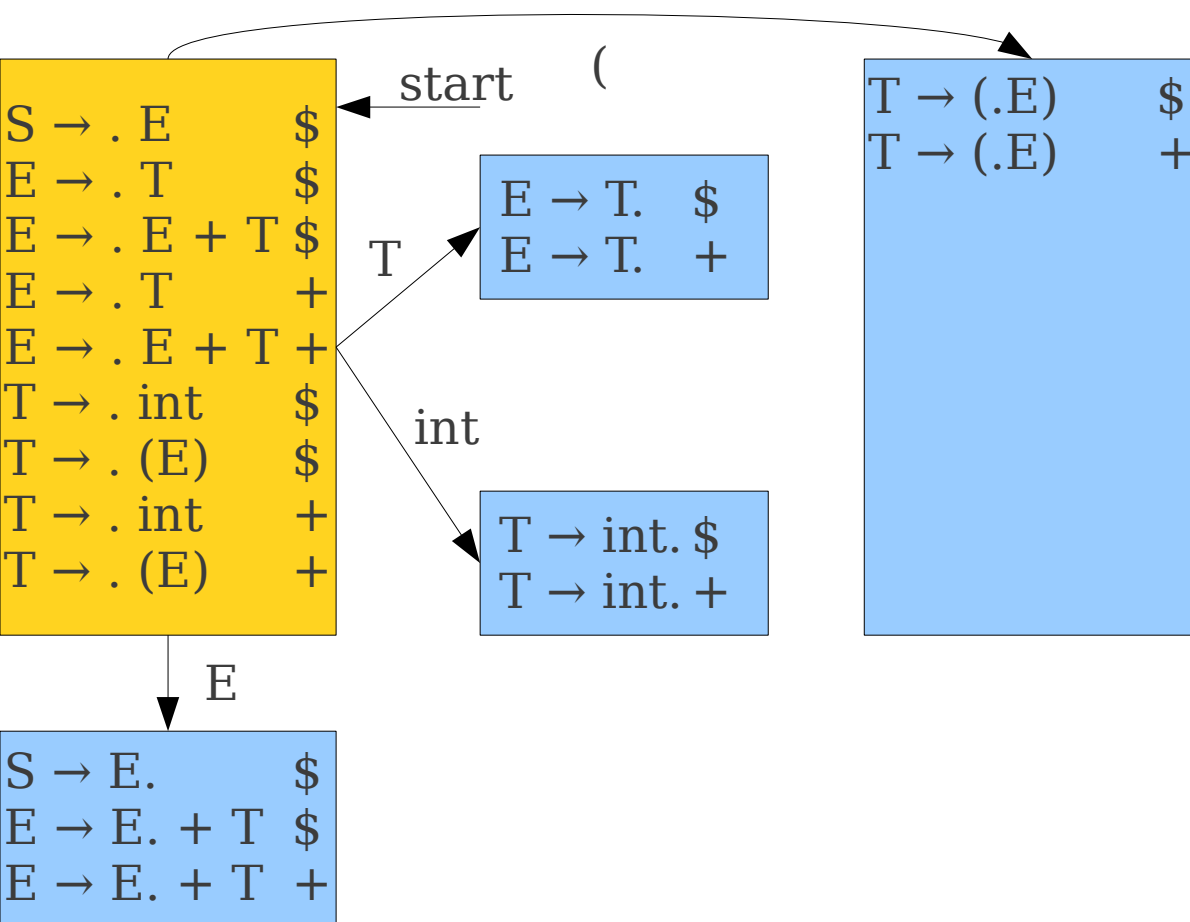 start
(
S → . E $
E → . T $
E → . E + T $
E → . T +
E → . E + T +
T → . int $
T → . (E) $
T → . int +
T → . (E) +
T
E → T. $
E → T. +
int
T → int. $
T → int. +
T → (.E) $
T → (.E) +
E
S → E. $
E → E. + T $
E → E. + T +